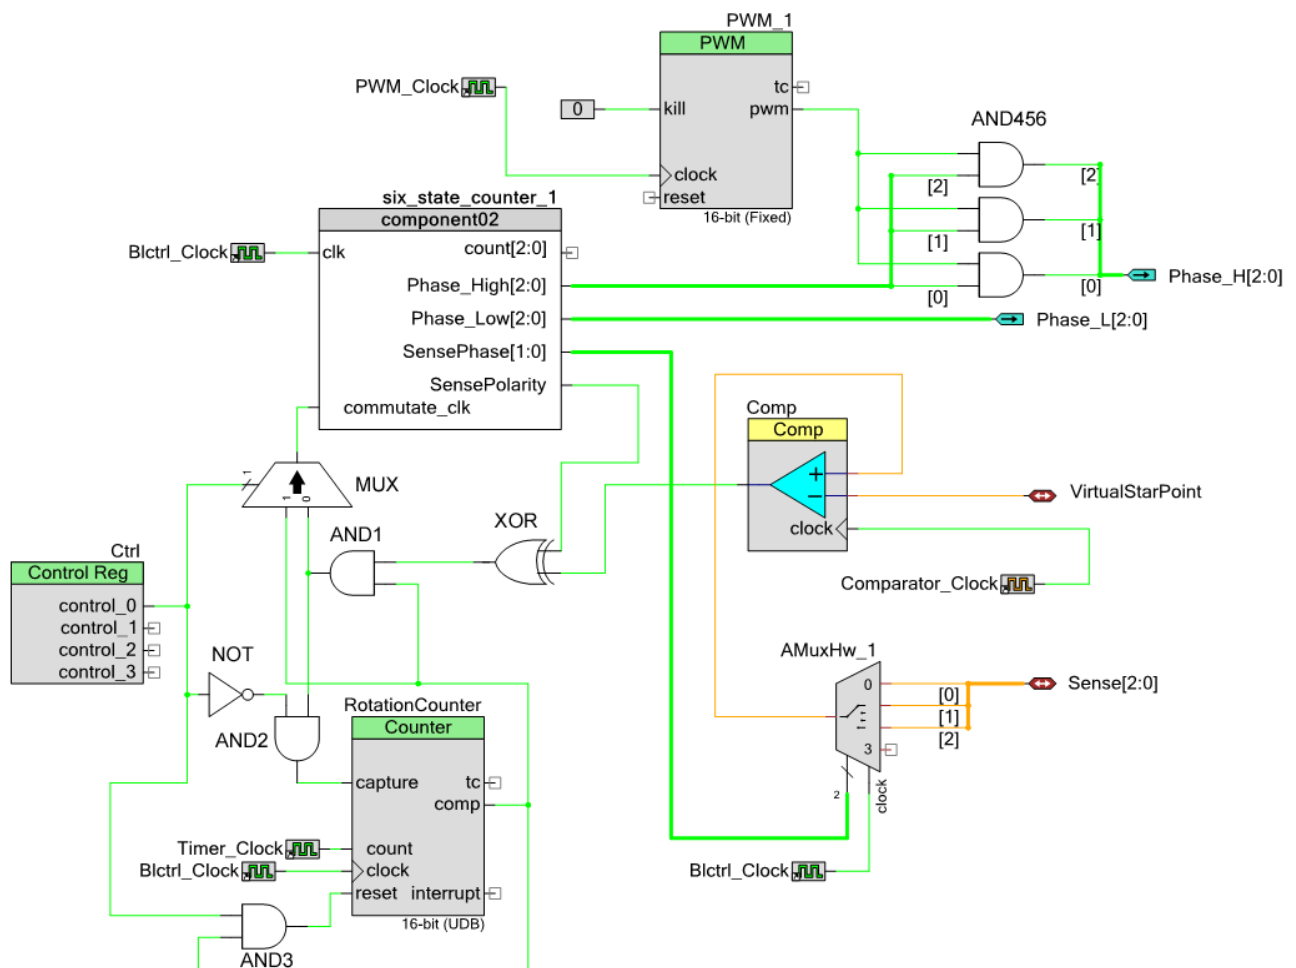 PWM_1
PWM
PWM_Clock
tc
0
kill
pwm
AND456
clock
[2]
[2]
reset
six_state_counter_1
16-bit (Fixed)
component02
[1]
[1]
Blctrl_Clock
clk
count[2:0]
Phase_High[2:0]
[0]
[0]
Phase_H[2:0]
Phase_Low[2:0]
Phase_L[2:0]
SensePhase[1:0]
SensePolarity
commutate_clk
Comp
Comp
+
1
MUX
−
VirtualStarPoint
1
0
XOR
clock
AND1
Ctrl
Control Reg
Comparator_Clock
control_0
control_1
control_2
control_3
NOT
AMuxHw_1
0
Sense[2:0]
[0]
RotationCounter
[1]
Counter
AND2
[2]
3
capture
tc
2
clock
comp
Timer_Clock
count
Blctrl_Clock
clock
Blctrl_Clock
reset
interrupt
16-bit (UDB)
AND3